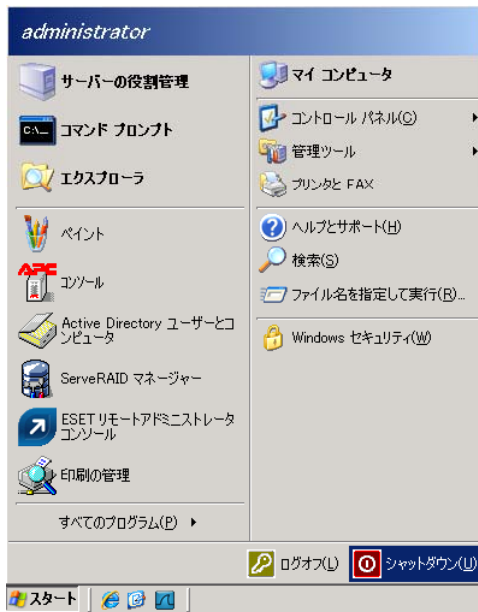 administrator
サーバーの役割管理
C:\_
コマンド プロンプト
エクスプローラ
ペイント
APC
コンソール
Active Directory ユーザーとコ
ンピュータ
ServeRAID マネージャー
ESET リモートアドミニストレータ
コンソール
印刷の管理
すべてのプログラム(P)
マイ コンピュータ
コントロール パネル(C)
管理ツール
プリンタと FAX
ヘルプとサポート(H)
検索(S)
ファイル名を指定して実行(R)...
Windows セキュリティ(W)
ログオフ(L)
シャットダウン(U)
スタート